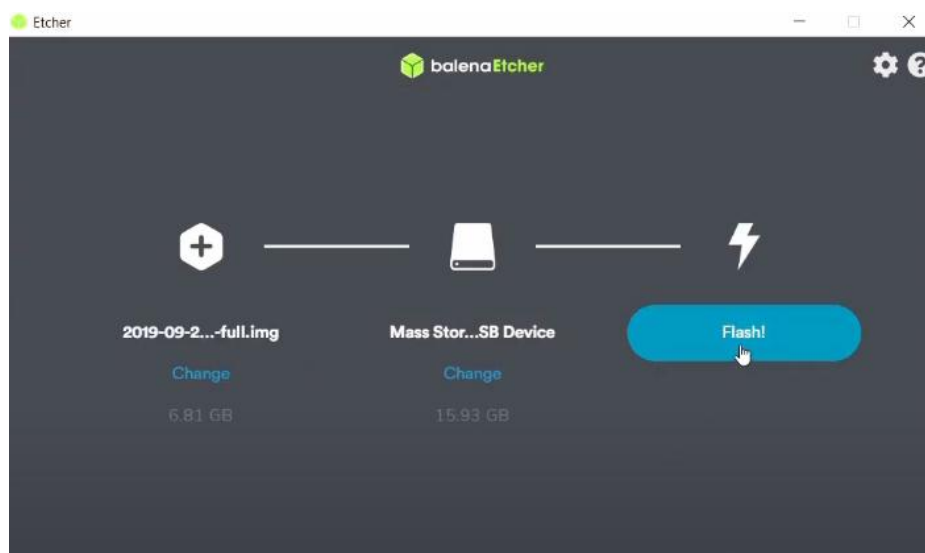 Etcher
balenaEtcher
2019-09-2...-full.img
Mass Stor...SB Device
Flash!
Change
Change
6.81 GB
15.93 GB